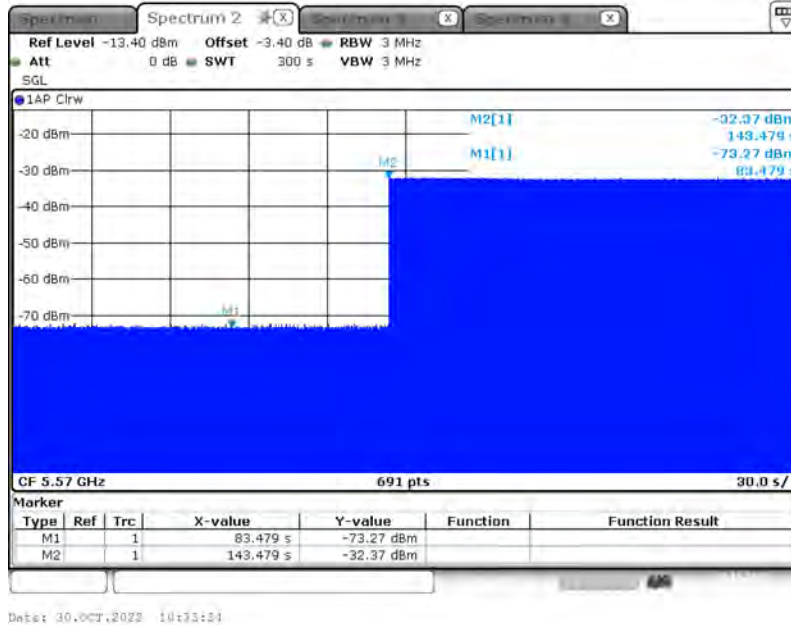 Spectrum 2
Ref Level -13.40 dBm Offset -3.40 dB RBW 3 MHz
Att 0 dB SWT 300 s VBW 3 MHz
SGL
1AP Clrw
M2[1] -32.37 dBm
143.479 s
M1[1] -73.27 dBm
83.479 s
-20 dBm
-30 dBm
-40 dBm
-50 dBm
-60 dBm
-70 dBm
M2
M1
CF 5.57 GHz 691 pts 30.0 s/
Marker
Type Ref Trc X-value Y-value Function Function Result
M1 1 83.479 s -73.27 dBm
M2 1 143.479 s -32.37 dBm
Date: 30.OCT.2022 10:33:24